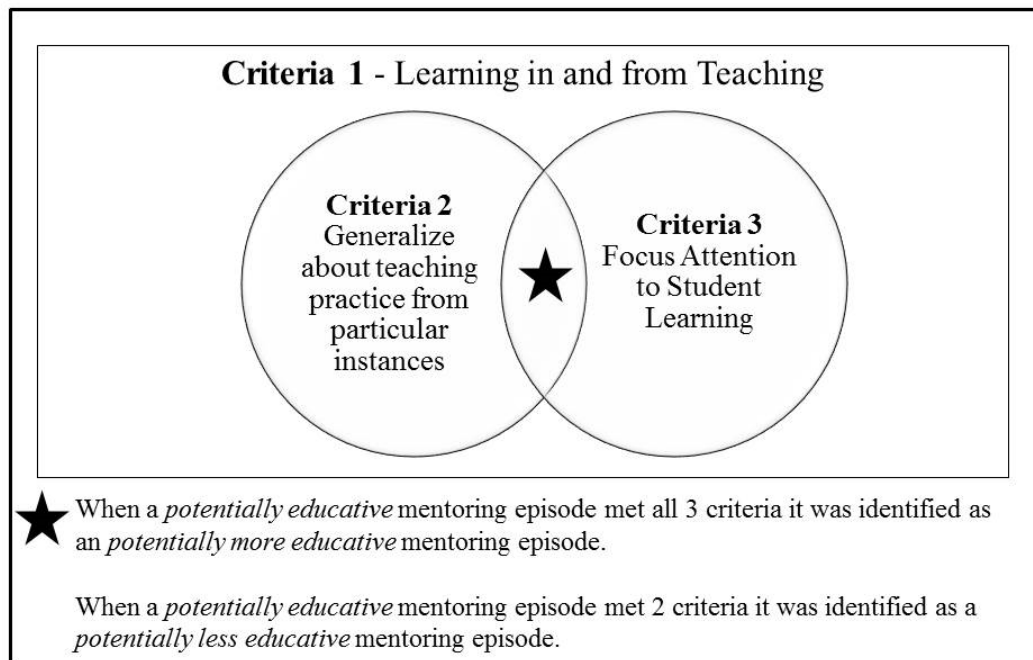 Criteria 1 - Learning in and from Teaching
Criteria 2
Generalize
about teaching
practice from
particular
instances
Criteria 3
Focus Attention
to Student
Learning
When a potentially educative mentoring episode met all 3 criteria it was identified as
an potentially more educative mentoring episode.
When a potentially educative mentoring episode met 2 criteria it was identified as a
potentially less educative mentoring episode.